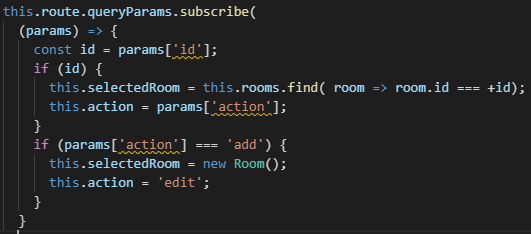 this.route.queryParams.subscribe(
  (params) => {
    const id = params['id'];
    if (id) {
      this.selectedRoom = this.rooms.find( room => room.id === +id);
      this.action = params['action'];
    }
    if (params['action'] === 'add') {
      this.selectedRoom = new Room();
      this.action = 'edit';
    }
  }